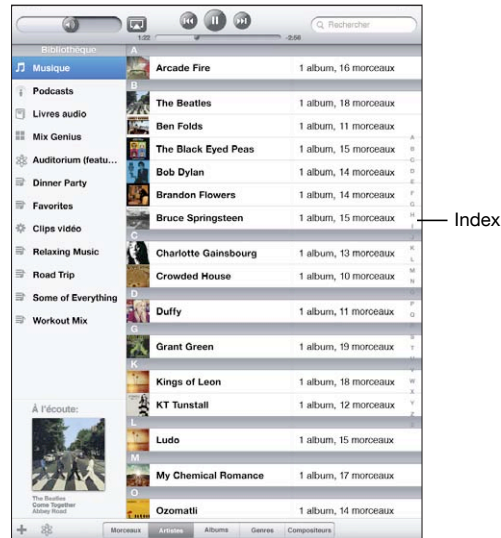 1:22
-2:58
Rechercher
Bibliothèque
Musique
Podcasts
Livres audio
Mix Genius
Auditorium (featu...
Dinner Party
Favorites
Clips vidéo
Relaxing Music
Road Trip
Some of Everything
Workout Mix
À l'écoute:
The Beatles
Come Together
Abbey Road
A
Arcade Fire 1 album, 16 morceaux
B
The Beatles 1 album, 18 morceaux
Ben Folds 1 album, 11 morceaux
The Black Eyed Peas 1 album, 15 morceaux
Bob Dylan 1 album, 14 morceaux
Brandon Flowers 1 album, 14 morceaux
Bruce Springsteen 1 album, 15 morceaux
C
Charlotte Gainsbourg 1 album, 13 morceaux
Crowded House 1 album, 10 morceaux
D
Duffy 1 album, 11 morceaux
G
Grant Green 1 album, 19 morceaux
K
Kings of Leon 1 album, 18 morceaux
KT Tunstall 1 album, 12 morceaux
L
Ludo 1 album, 15 morceaux
M
My Chemical Romance 1 album, 17 morceaux
O
Ozomatli 1 album, 14 morceaux
Morceaux Artistes Albums Genres Compositeurs
Index